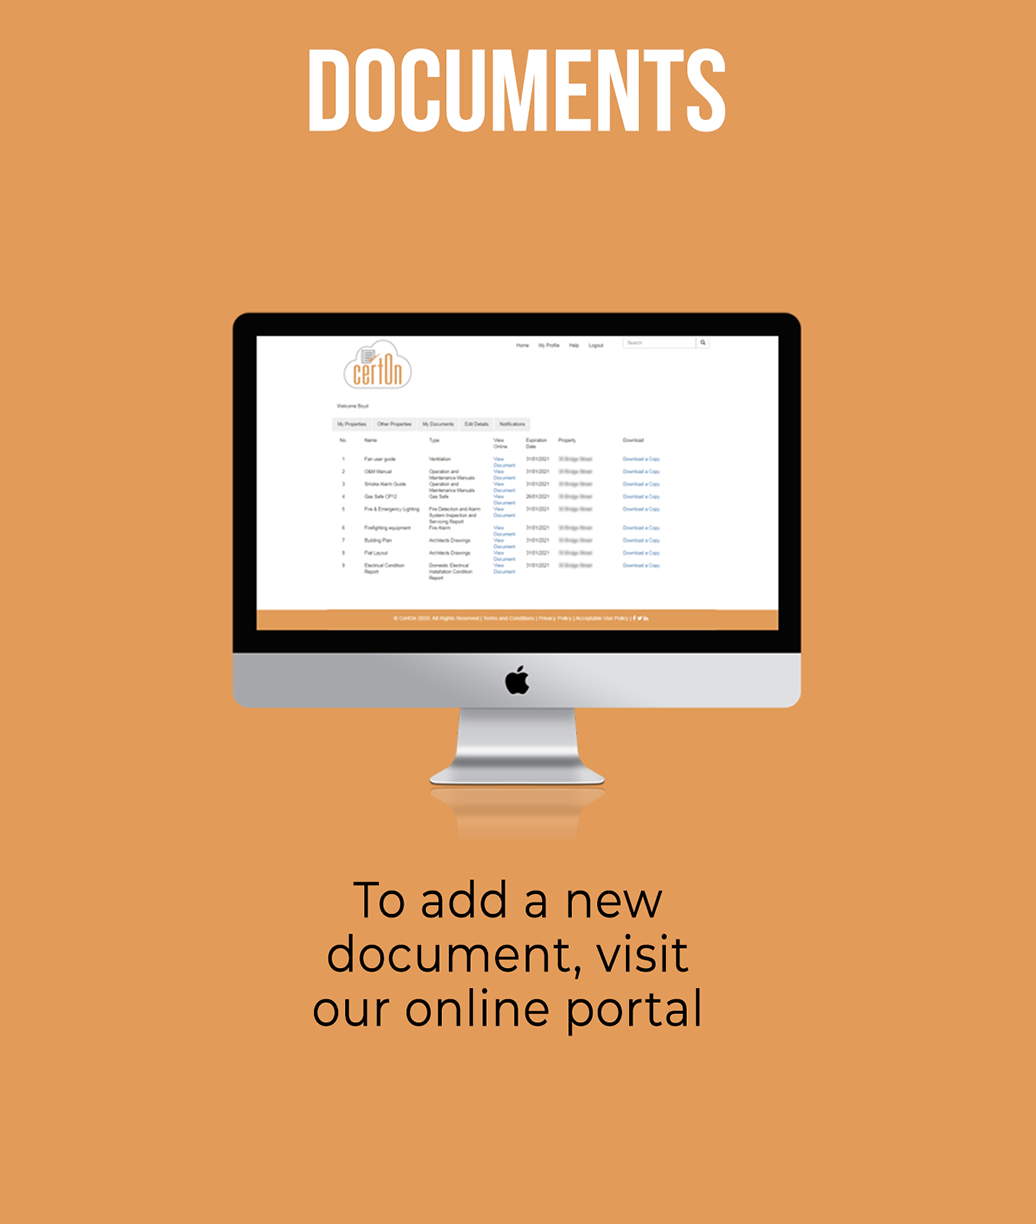 DOCUMENTS
certOn
Home My Profile Help Logout Search
Welcome Boyd
My Properties Other Properties My Documents Edit Details Notifications
No. Name Type View Online Expiration Date Property Download
1 Fan user guide Ventilation View Document 31/01/2021 Download a Copy
2 O&M Manual Operation and Maintenance Manuals View Document 31/01/2021 Download a Copy
3 Smoke Alarm Guide Operation and Maintenance Manuals View Document 31/01/2021 Download a Copy
4 Gas Safe CP12 Gas Safe View Document 26/01/2021 Download a Copy
5 Fire & Emergency Lighting Fire Detection and Alarm System Inspection and Servicing Report View Document 31/01/2021 Download a Copy
6 Firefighting equipment Fire Alarm View Document 31/01/2021 Download a Copy
7 Building Plan Architects Drawings View Document 31/01/2021 Download a Copy
8 Flat Layout Architects Drawings View Document 31/01/2021 Download a Copy
9 Electrical Condition Report Domestic Electrical Installation Condition Report View Document 31/01/2021 Download a Copy
© CertOn 2020. All Rights Reserved | Terms and Conditions | Privacy Policy | Acceptable Use Policy |
To add a new
document, visit
our online portal